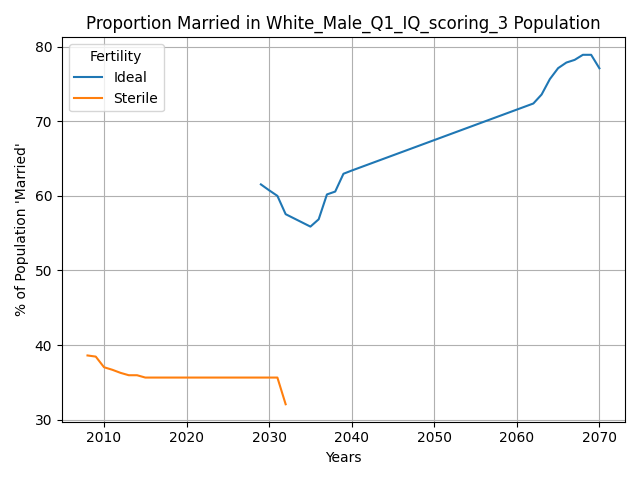 Proportion Married in White_Male_Q1_IQ_scoring_3 Population
% of Population 'Married'
80
70
60
50
40
30
Fertility
Ideal
Sterile
2010 2020 2030 2040 2050 2060 2070
Years